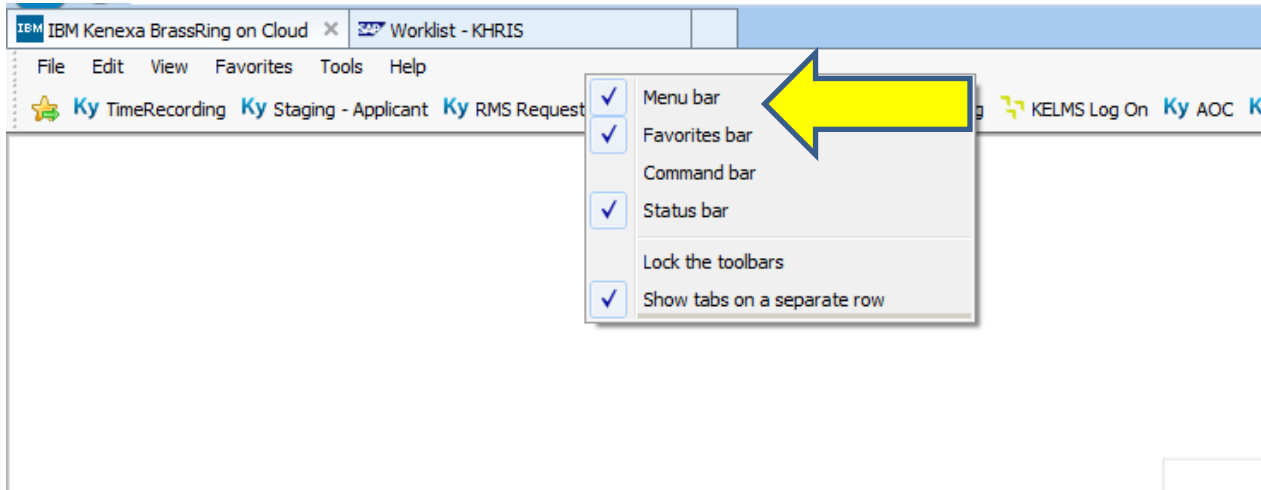 IBM IBM Kenexa BrassRing on Cloud SAP Worklist - KHRIS
File Edit View Favorites Tools Help
Ky TimeRecording Ky Staging - Applicant Ky RMS Request KELMS Log On Ky AOC
Menu bar
Favorites bar
Command bar
Status bar
Lock the toolbars
Show tabs on a separate row